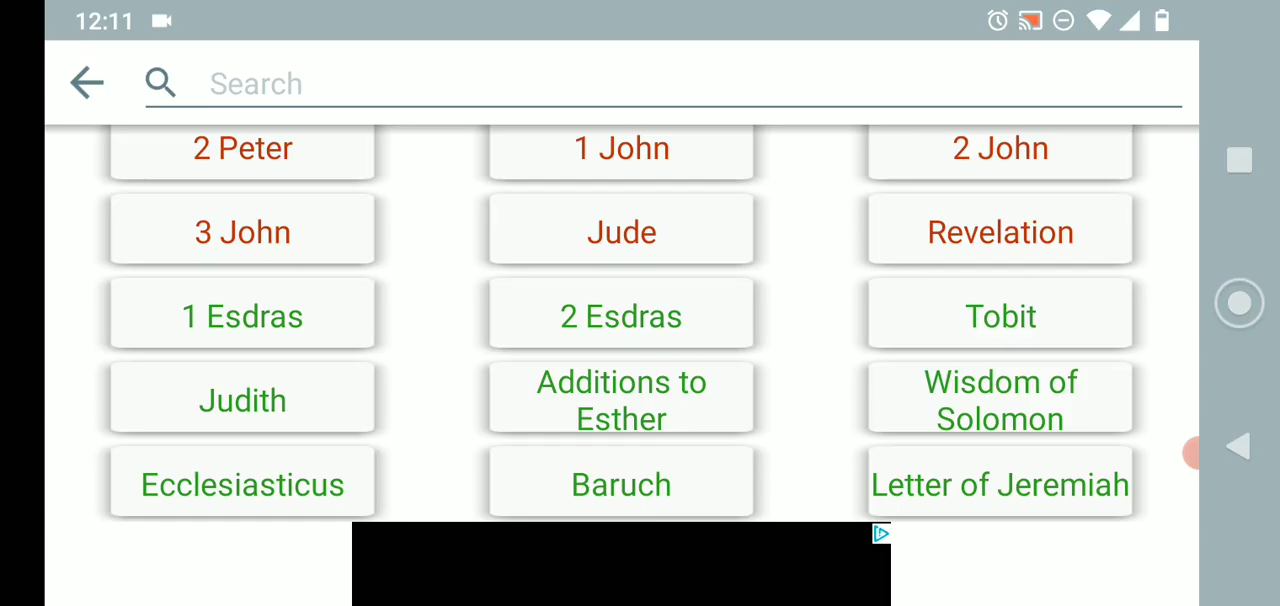 12:11
Search
2 Peter
1 John
2 John
3 John
Jude
Revelation
1 Esdras
2 Esdras
Tobit
Judith
Additions to
Esther
Wisdom of
Solomon
Ecclesiasticus
Baruch
Letter of Jeremiah